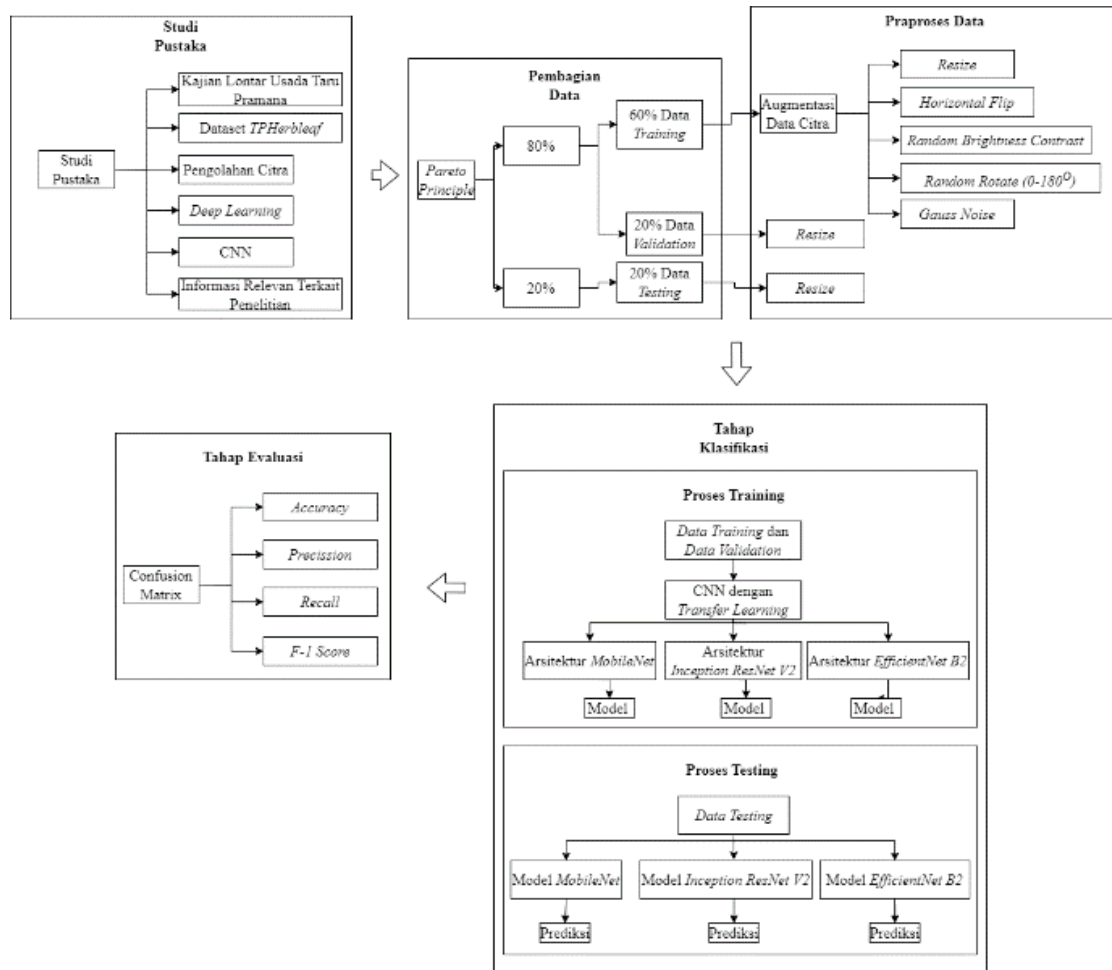 Studi
Pustaka
Studi
Pustaka
Kajian Lontar Usada Taru
Pramana
Dataset TPHerbleaf
Pengolahan Citra
Deep Learning
CNN
Informasi Relevan Terkait
Penelitian
Pembagian
Data
Pareto
Principle
80%
20%
60% Data
Training
20% Data
Validation
20% Data
Testing
Praproses Data
Augmentasi
Data Citra
Resize
Horizontal Flip
Random Brightness Contrast
Random Rotate (0-180⁰)
Gauss Noise
Resize
Resize
Tahap
Klasifikasi
Proses Training
Data Training dan
Data Validation
CNN dengan
Transfer Learning
Arsitektur MobileNet
Arsitektur
Inception ResNet V2
Arsitektur EfficientNet B2
Model
Model
Model
Proses Testing
Data Testing
Model MobileNet
Model Inception ResNet V2
Model EfficientNet B2
Prediksi
Prediksi
Prediksi
Tahap Evaluasi
Confusion
Matrix
Accuracy
Precission
Recall
F-1 Score